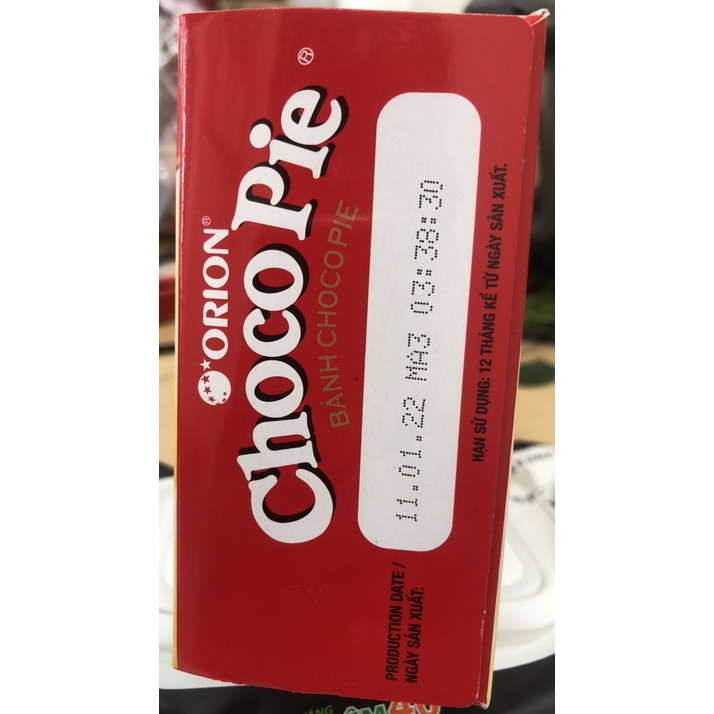 ORION®
Choco Pie®
BÁNH CHOCOPIE
PRODUCTION DATE /
NGÀY SẢN XUẤT:
11.01.22 MA3 03:38:30
HẠN SỬ DỤNG: 12 THÁNG KỂ TỪ NGÀY SẢN XUẤT.